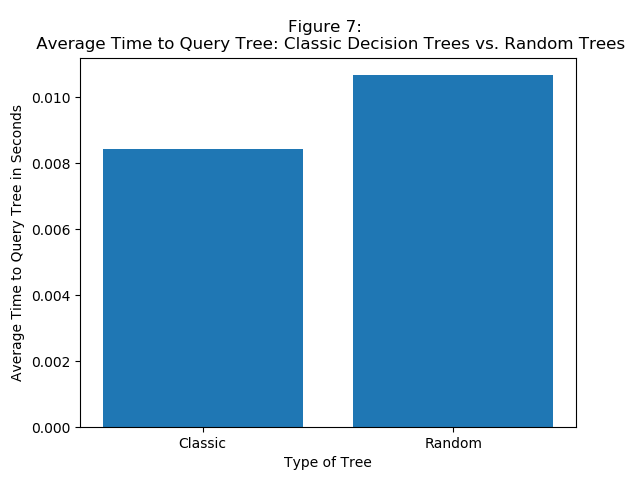 Figure 7:
Average Time to Query Tree: Classic Decision Trees vs. Random Trees
Average Time to Query Tree in Seconds
0.010
0.008
0.006
0.004
0.002
0.000
Classic
Random
Type of Tree